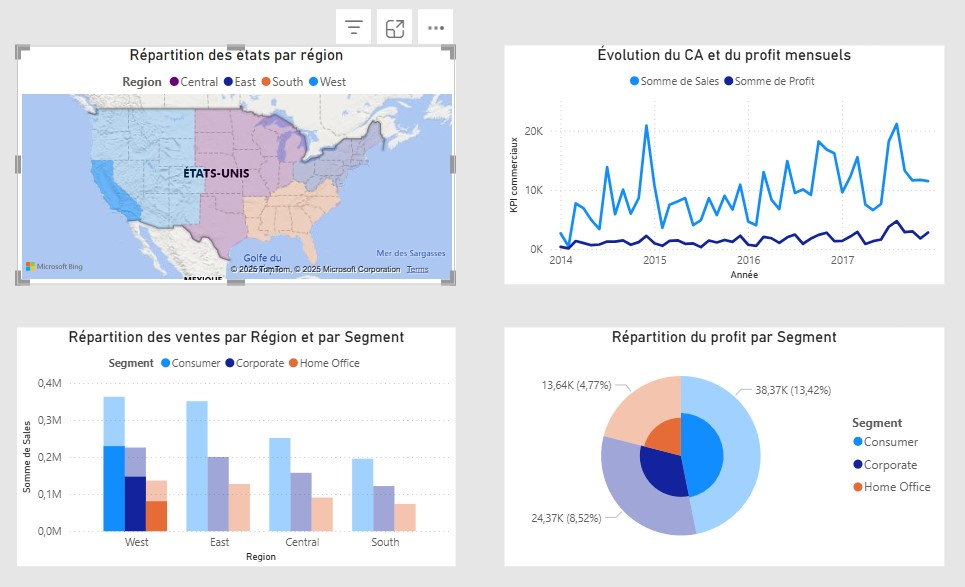 Répartition des états par région
Region Central East South West
ÉTATS-UNIS
Golfe du
Mer des Sargasses
Microsoft Bing
© 2025 TomTom, © 2025 Microsoft Corporation Terms
MEXIQUE
Évolution du CA et du profit mensuels
Somme de Sales Somme de Profit
KPI commerciaux
20K
10K
0K
2014 2015 2016 2017
Année
Répartition des ventes par Région et par Segment
Segment Consumer Corporate Home Office
Somme de Sales
0,4M
0,3M
0,2M
0,1M
0,0M
West East Central South
Region
Répartition du profit par Segment
13,64K (4,77%)
38,37K (13,42%)
24,37K (8,52%)
Segment
Consumer
Corporate
Home Office